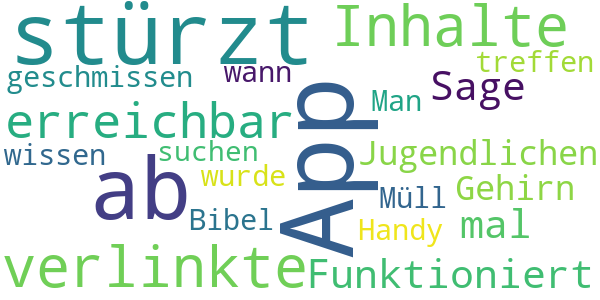 stürzt
Inhalte
treffen
geschmissen
wann
Sage
Man
erreichbar
App
wissen
suchen
Jugendlichen
ab
wurde
Gehirn
Müll
Bibel
Handy
mal
verlinkte
Funktioniert